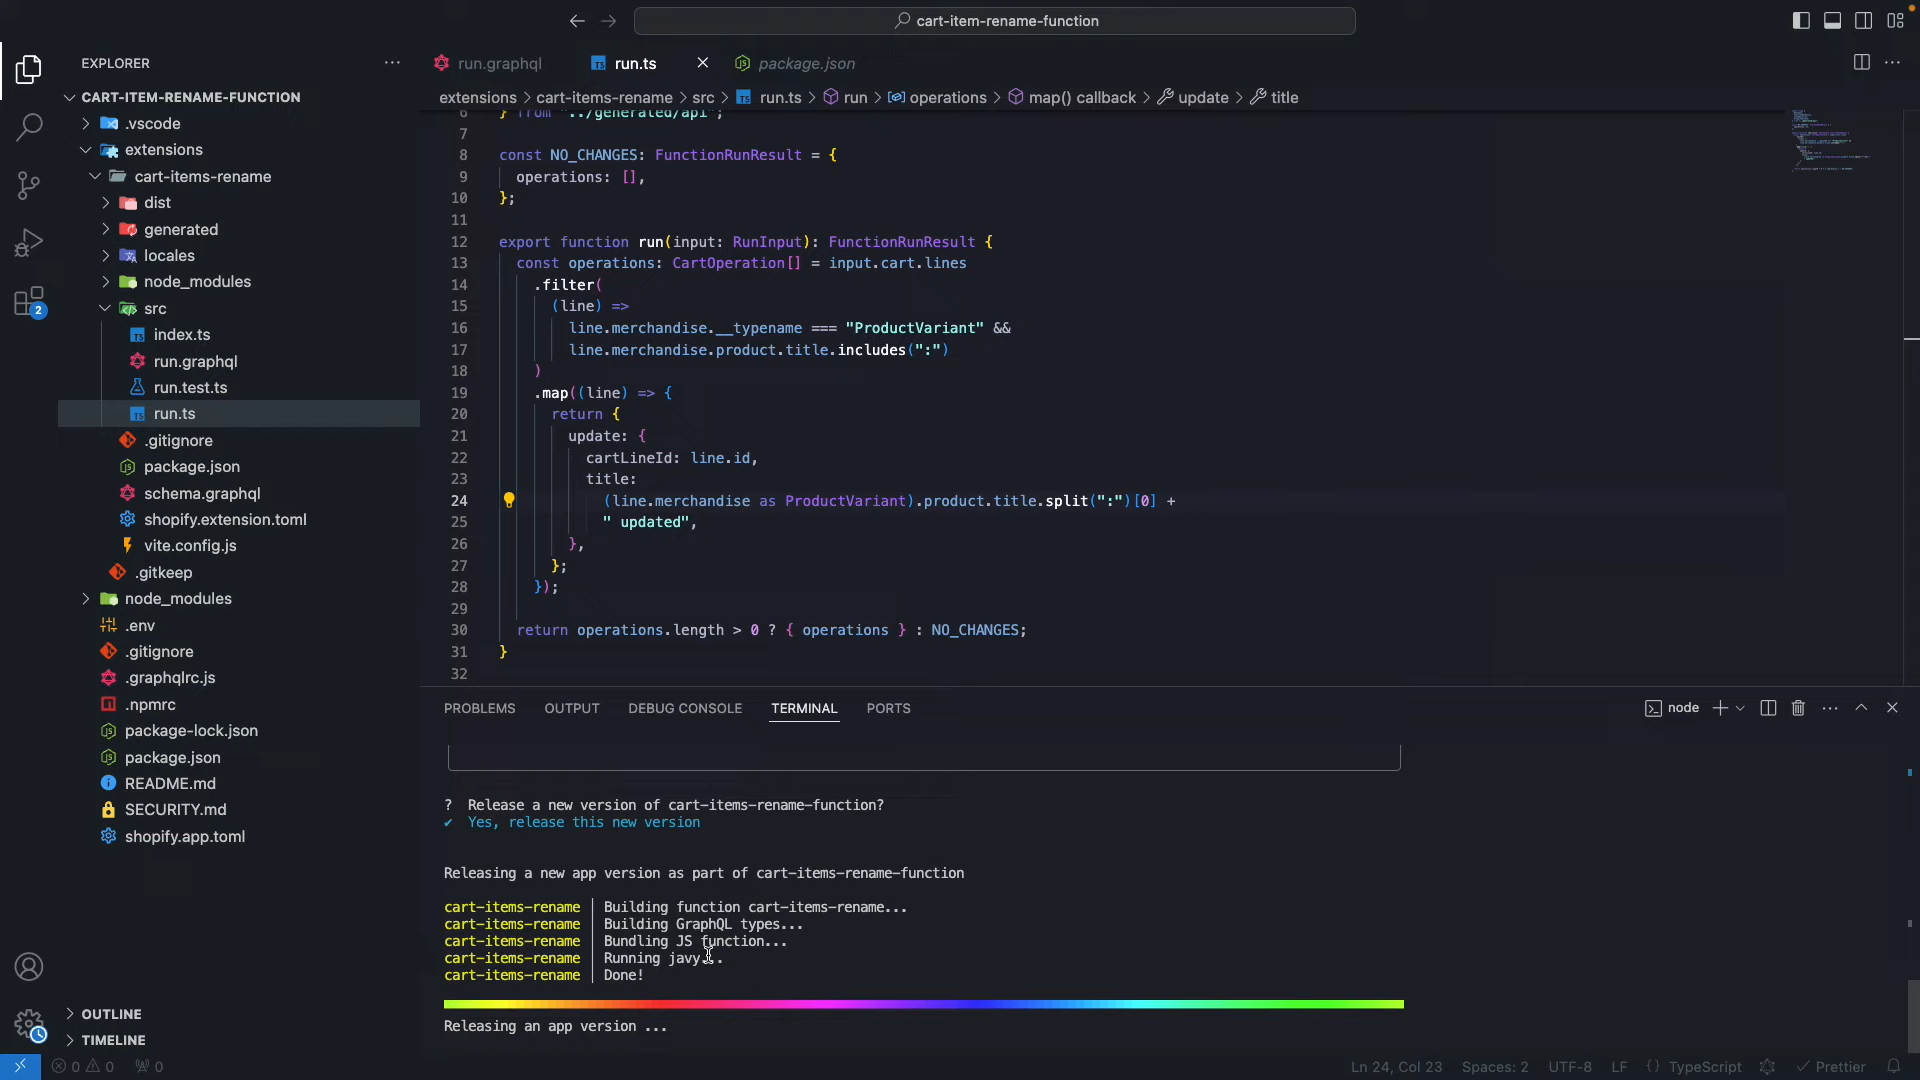 cart-item-rename-function
EXPLORER
CART-ITEM-RENAME-FUNCTION
.vscode
extensions
cart-items-rename
dist
generated
locales
node_modules
src
index.ts
run.graphql
run.test.ts
run.ts
.gitignore
package.json
schema.graphql
shopify.extension.toml
vite.config.js
.gitkeep
node_modules
.env
.gitignore
.graphqlrc.js
.npmrc
package-lock.json
package.json
README.md
SECURITY.md
shopify.app.toml
OUTLINE
TIMELINE
2
run.graphql
run.ts
package.json
extensions > cart-items-rename > src > run.ts > run > operations > map() callback > update > title
6 } from "../generated/api";
7
8 const NO_CHANGES: FunctionRunResult = {
9 operations: [],
10 };
11
12 export function run(input: RunInput): FunctionRunResult {
13 const operations: CartOperation[] = input.cart.lines
14 .filter(
15 (line) =>
16 line.merchandise.__typename === "ProductVariant" &&
17 line.merchandise.product.title.includes(":")
18 )
19 .map((line) => {
20 return {
21 update: {
22 cartLineId: line.id,
23 title:
24 (line.merchandise as ProductVariant).product.title.split(":")[0] +
25 " updated",
26 },
27 };
28 });
29
30 return operations.length > 0 ? { operations } : NO_CHANGES;
31 }
32
PROBLEMS OUTPUT DEBUG CONSOLE TERMINAL PORTS
node
? Release a new version of cart-items-rename-function?
✔ Yes, release this new version
Releasing a new app version as part of cart-items-rename-function
cart-items-rename │ Building function cart-items-rename...
cart-items-rename │ Building GraphQL types...
cart-items-rename │ Bundling JS function...
cart-items-rename │ Running javy...
cart-items-rename │ Done!
Releasing an app version ...
0 0 0
Ln 24, Col 23 Spaces: 2 UTF-8 LF {} TypeScript Prettier